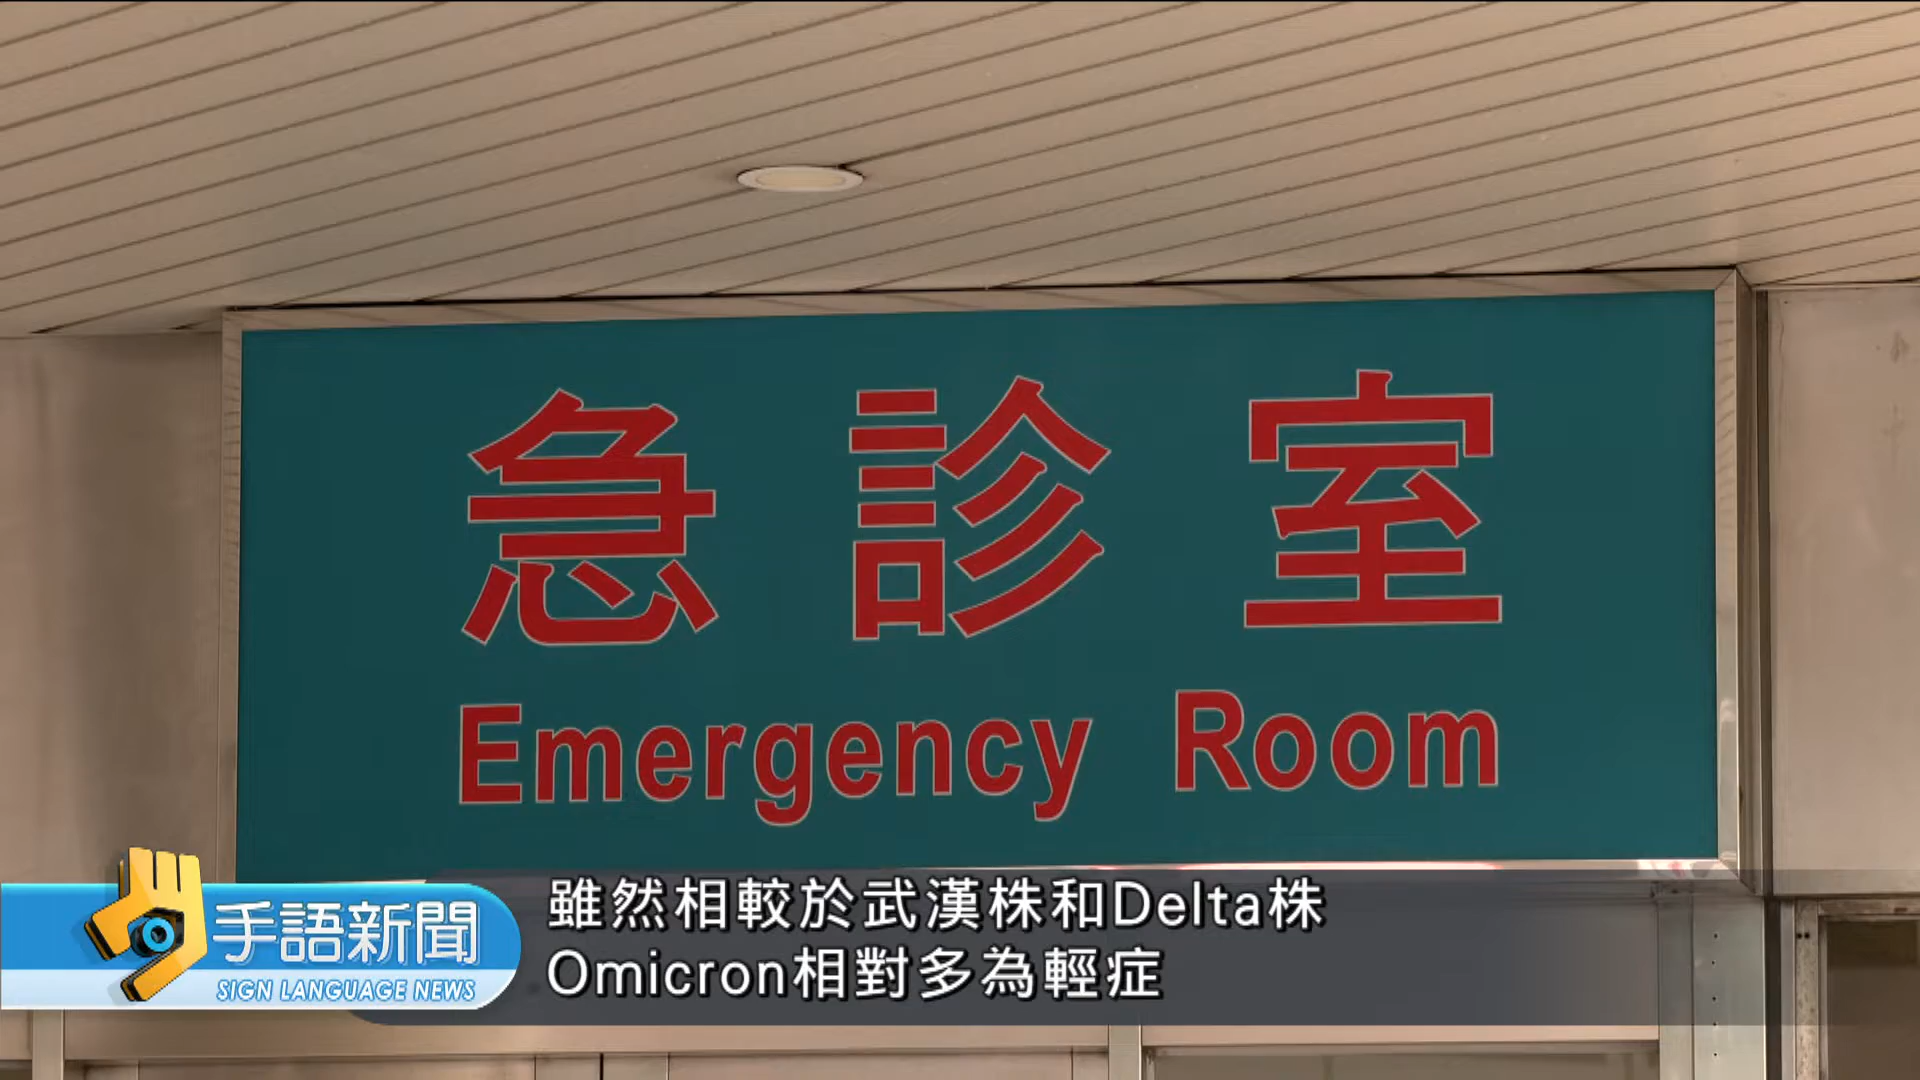 急診室
Emergency Room
手語新聞
SIGN LANGUAGE NEWS
雖然相較於武漢株和Delta株
Omicron相對多為輕症